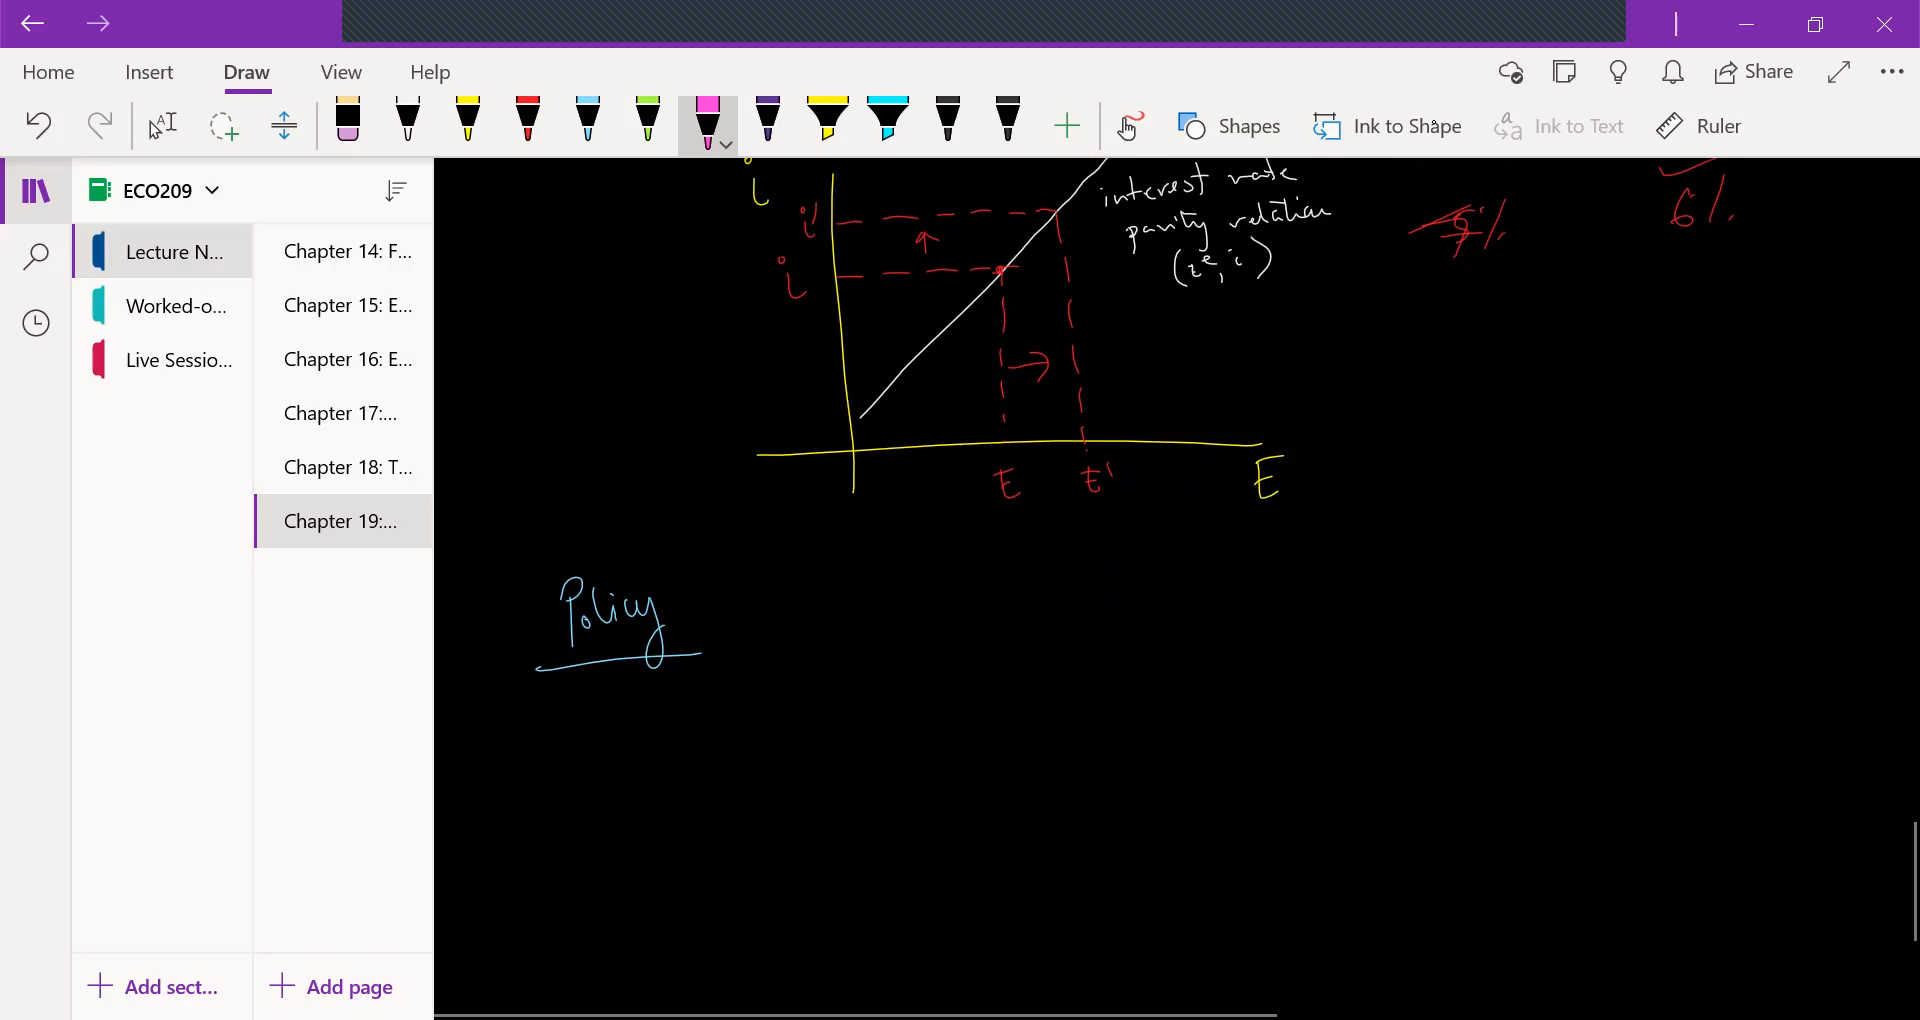 Home Insert Draw View Help Share
Shapes Ink to Shape Ink to Text Ruler
ECO209
Lecture N...
Worked-o...
Live Sessio...
Chapter 14: F...
Chapter 15: E...
Chapter 16: E...
Chapter 17:...
Chapter 18: T...
Chapter 19:...
Add sect...
Add page
i
i'
i
interest rate
parity relation
6%
E
E'
E
Policy